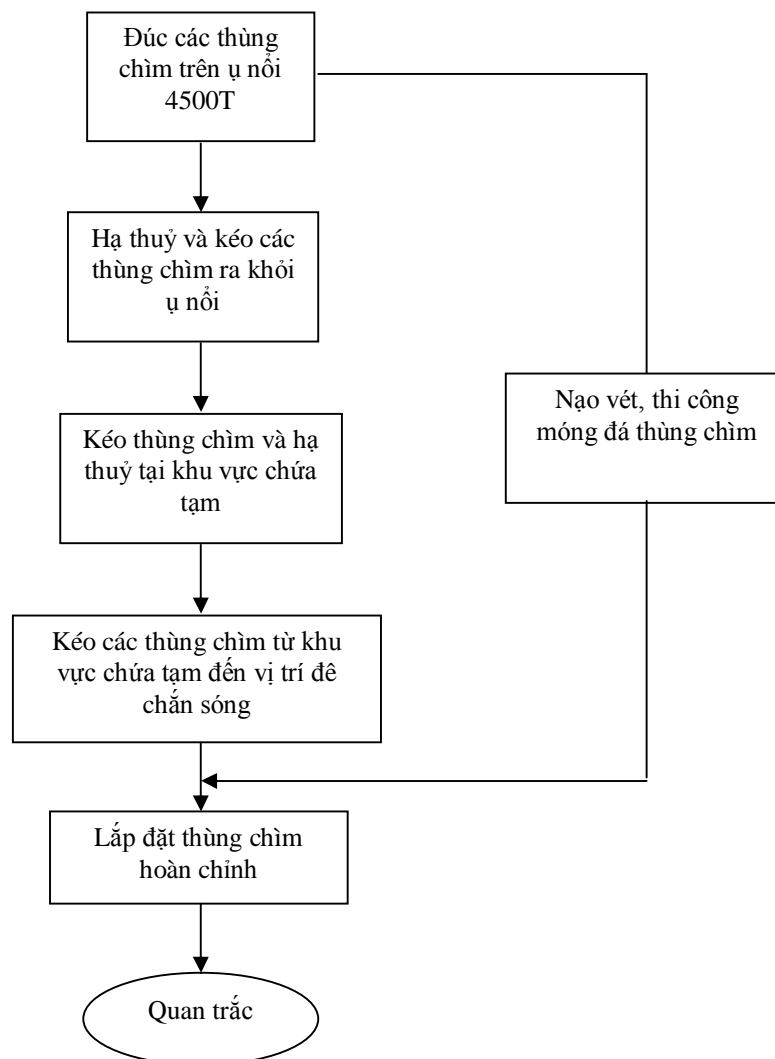 Đúc các thùng
chìm trên ụ nổi
4500T
Hạ thuỷ và kéo các
thùng chìm ra khỏi
ụ nổi
Kéo thùng chìm và hạ
thuỷ tại khu vực chứa
tạm
Nạo vét, thi công
móng đá thùng chìm
Kéo các thùng chìm từ khu
vực chứa tạm đến vị trí đê
chắn sóng
Lắp đặt thùng chìm
hoàn chỉnh
Quan trắc